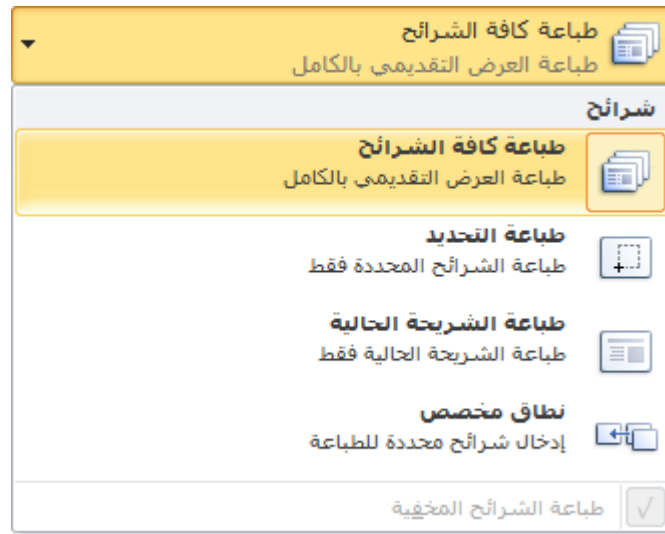 طباعة كافة الشرائح
طباعة العرض التقديمي بالكامل
شرائح
طباعة كافة الشرائح
طباعة العرض التقديمي بالكامل
طباعة التحديد
طباعة الشرائح المحددة فقط
طباعة الشريحة الحالية
طباعة الشريحة الحالية فقط
نطاق مخصص
إدخال شرائح محددة للطباعة
طباعة الشرائح المخفية